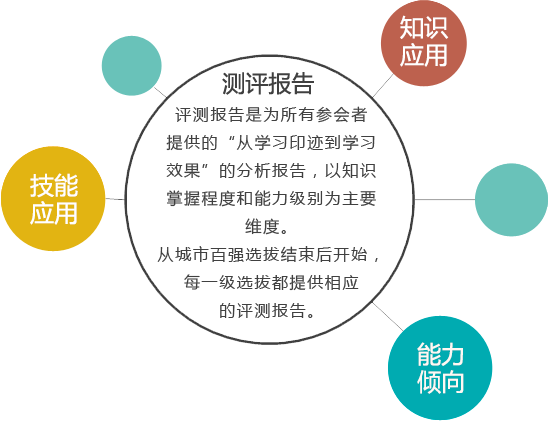 知识
应用
测评报告
评测报告是为所有参会者
提供的“从学习印迹到学习
效果”的分析报告，以知识
掌握程度和能力级别为主要
维度。
从城市百强选拔结束后开始，
每一级选拔都提供相应
的评测报告。
技能
应用
能力
倾向